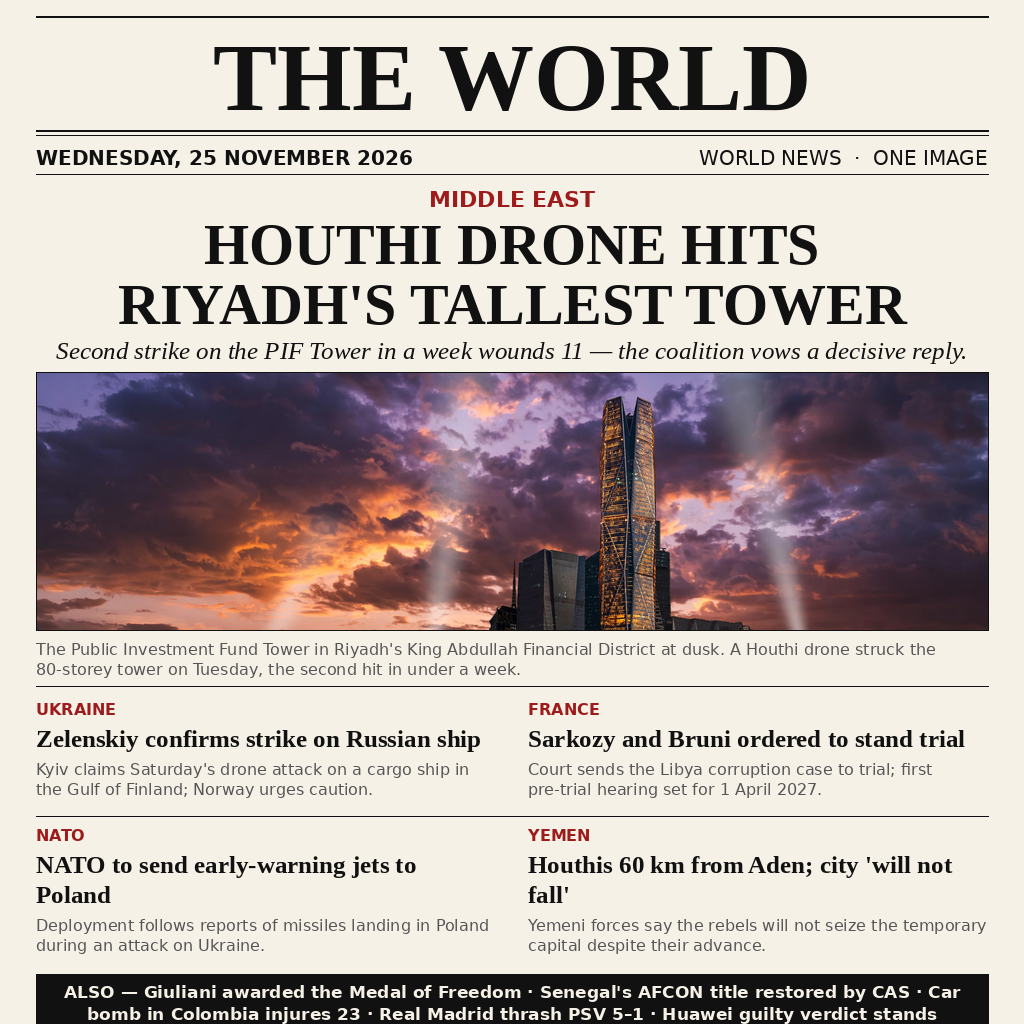 THE WORLD
WEDNESDAY, 25 NOVEMBER 2026
WORLD NEWS · ONE IMAGE
MIDDLE EAST
HOUTHI DRONE HITS
RIYADH'S TALLEST TOWER
Second strike on the PIF Tower in a week wounds 11 — the coalition vows a decisive reply.
The Public Investment Fund Tower in Riyadh's King Abdullah Financial District at dusk. A Houthi drone struck the
80-storey tower on Tuesday, the second hit in under a week.
UKRAINE
Zelenskiy confirms strike on Russian ship
Kyiv claims Saturday's drone attack on a cargo ship in
the Gulf of Finland; Norway urges caution.
FRANCE
Sarkozy and Bruni ordered to stand trial
Court sends the Libya corruption case to trial; first
pre-trial hearing set for 1 April 2027.
NATO
NATO to send early-warning jets to
Poland
Deployment follows reports of missiles landing in Poland
during an attack on Ukraine.
YEMEN
Houthis 60 km from Aden; city 'will not
fall'
Yemeni forces say the rebels will not seize the temporary
capital despite their advance.
ALSO — Giuliani awarded the Medal of Freedom · Senegal's AFCON title restored by CAS · Car
bomb in Colombia injures 23 · Real Madrid thrash PSV 5–1 · Huawei guilty verdict stands